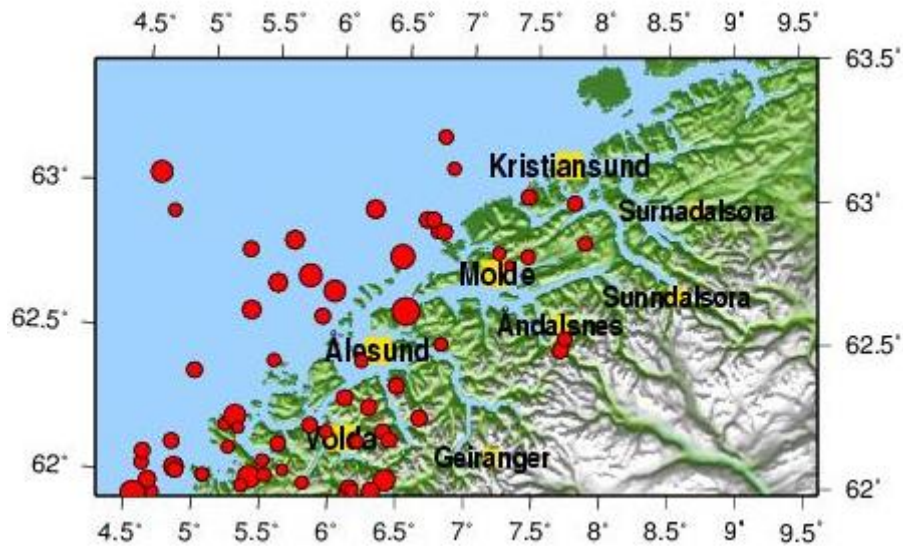 4.5° 5° 5.5° 6° 6.5° 7° 7.5° 8° 8.5° 9° 9.5°
63.5°
Kristiansund
63°
63°
Surnadalsora
Molde
Sunndalsora
62.5°
Åndalsnes
Ålesund
62.5°
Volda
Geiranger
62°
62°
4.5° 5° 5.5° 6° 6.5° 7° 7.5° 8° 8.5° 9° 9.5°